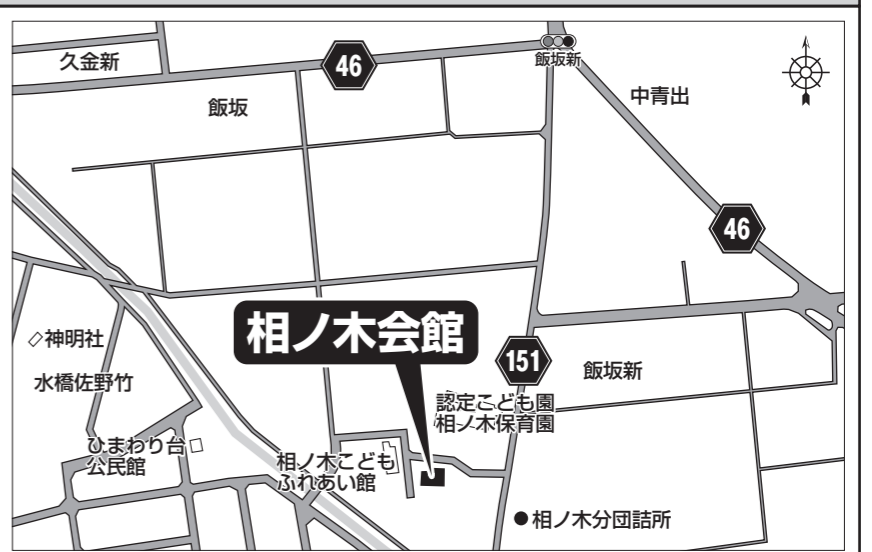 久金新
46
飯坂新
飯坂
中青出
46
相ノ木会館
神明社
水橋佐野竹
151
飯坂新
認定こども園
相ノ木保育園
ひまわり台
公民館
相ノ木こども
ふれあい館
相ノ木分団詰所